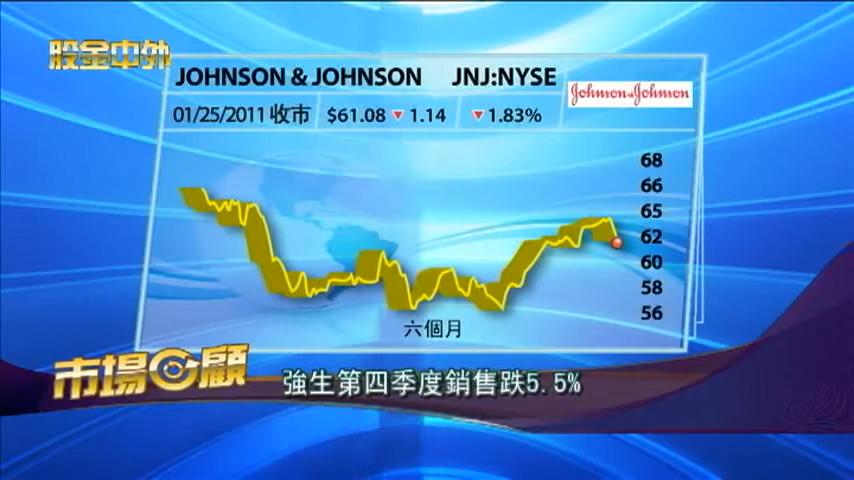 股金中外
JOHNSON & JOHNSON JNJ:NYSE
Johnson & Johnson
01/25/2011 收市 $61.08 ▼ 1.14 ▼ 1.83%
68
66
65
62
60
58
56
六個月
市場回顧
強生第四季度銷售跌5.5%